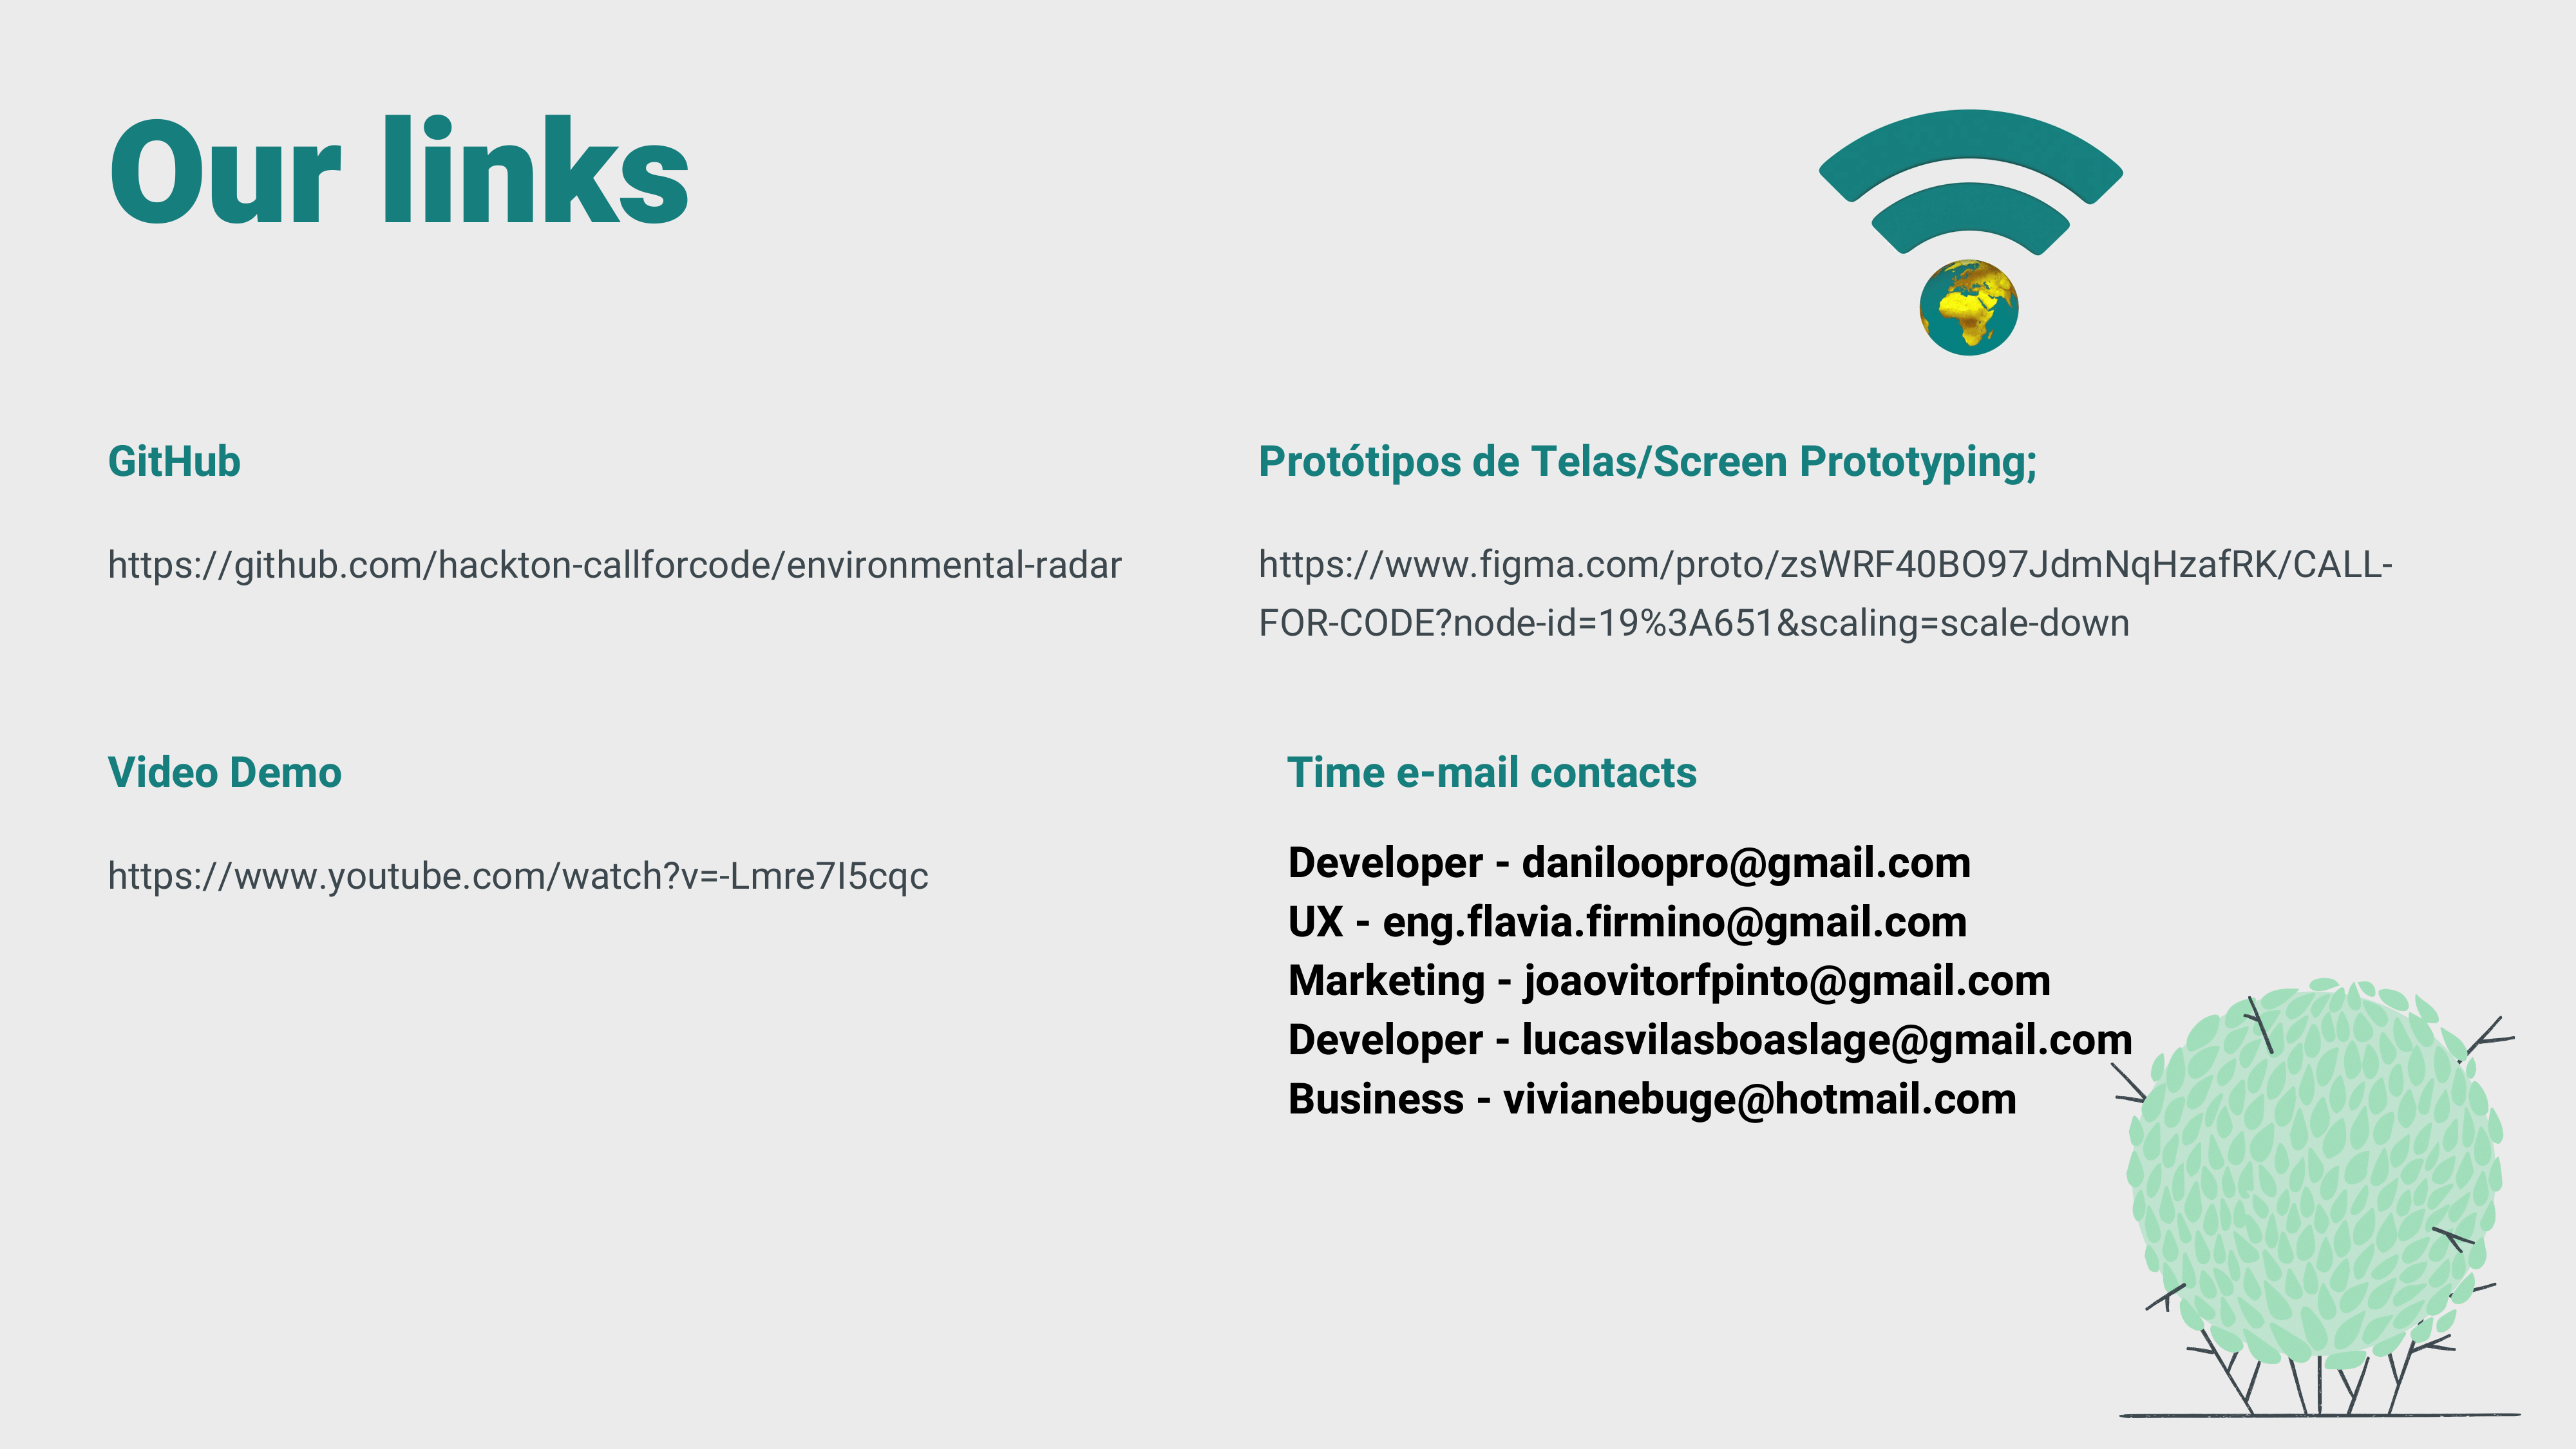 Our links
GitHub
https://github.com/hackton-callforcode/environmental-radar
Protótipos de Telas/Screen Prototyping;
https://www.figma.com/proto/zsWRF40BO97JdmNqHzafRK/CALL-
FOR-CODE?node-id=19%3A651&scaling=scale-down
Video Demo
https://www.youtube.com/watch?v=-Lmre7I5cqc
Time e-mail contacts
Developer - daniloopro@gmail.com
UX - eng.flavia.firmino@gmail.com
Marketing - joaovitorfpinto@gmail.com
Developer - lucasvilasboaslage@gmail.com
Business - vivianebuge@hotmail.com